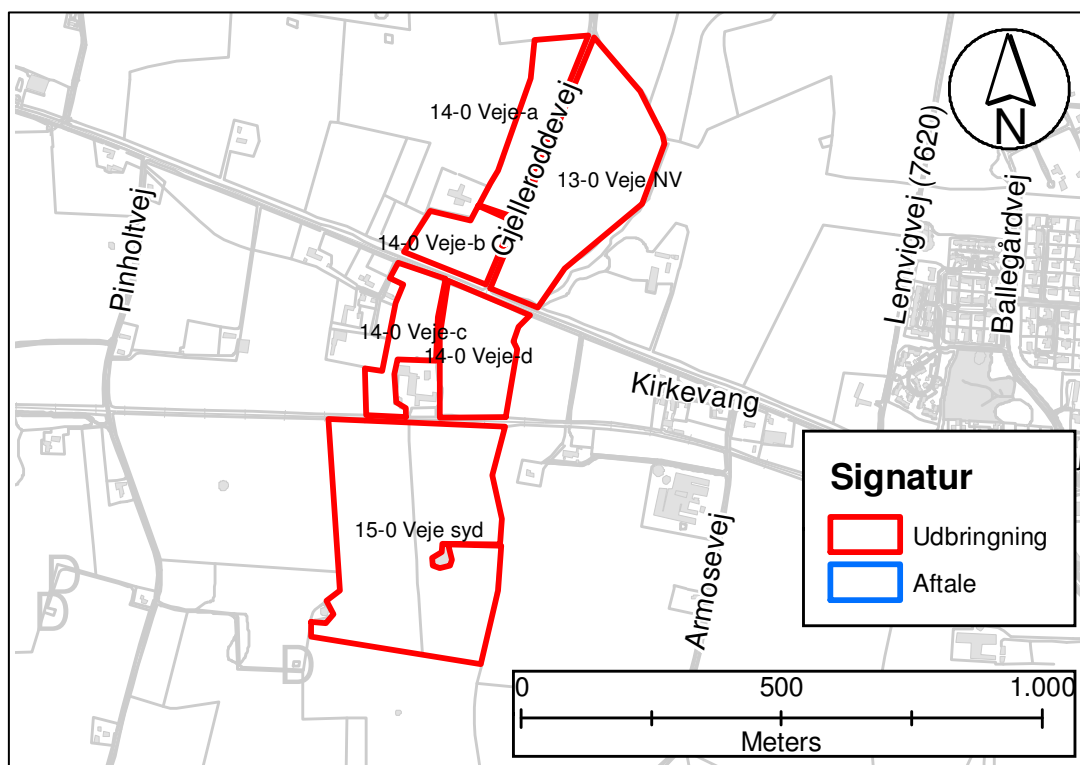 14-0 Veje-a
Gjelleroddevej
13-0 Veje NV
N
Lemvigvej (7620)
Ballegårdvej
Pinholtvej
14-0 Veje-b
14-0 Veje-c
14-0 Veje-d
Kirkevang
15-0 Veje syd
Armosevej
Signatur
Udbringning
Aftale
0 500 1.000
Meters